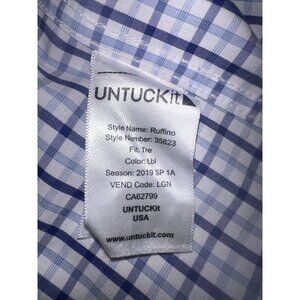 UNTUCKit
Style Name: Ruffino
Style Number: 35623
Fit: Tre
Color: Lbl
Season: 2019 SP 1A
VEND Code: LGN
CA62799
UNTUCKit
USA
www.untuckit.com